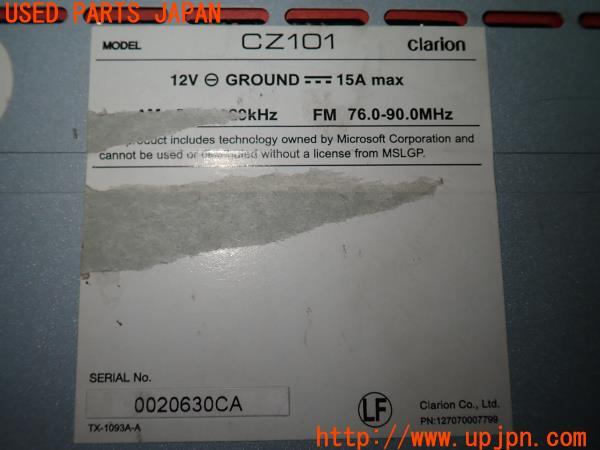 USED PARTS JAPAN
MODEL CZ101 clarion
12V ⊖ GROUND ⎓ 15A max
kHz FM 76.0-90.0MHz
product includes technology owned by Microsoft Corporation and
cannot be used or without a license from MSLGP.
SERIAL No.
0020630CA
LF
Clarion Co., Ltd.
TX-1093A-A
PN:127070007799
http://www.upjpn.com/